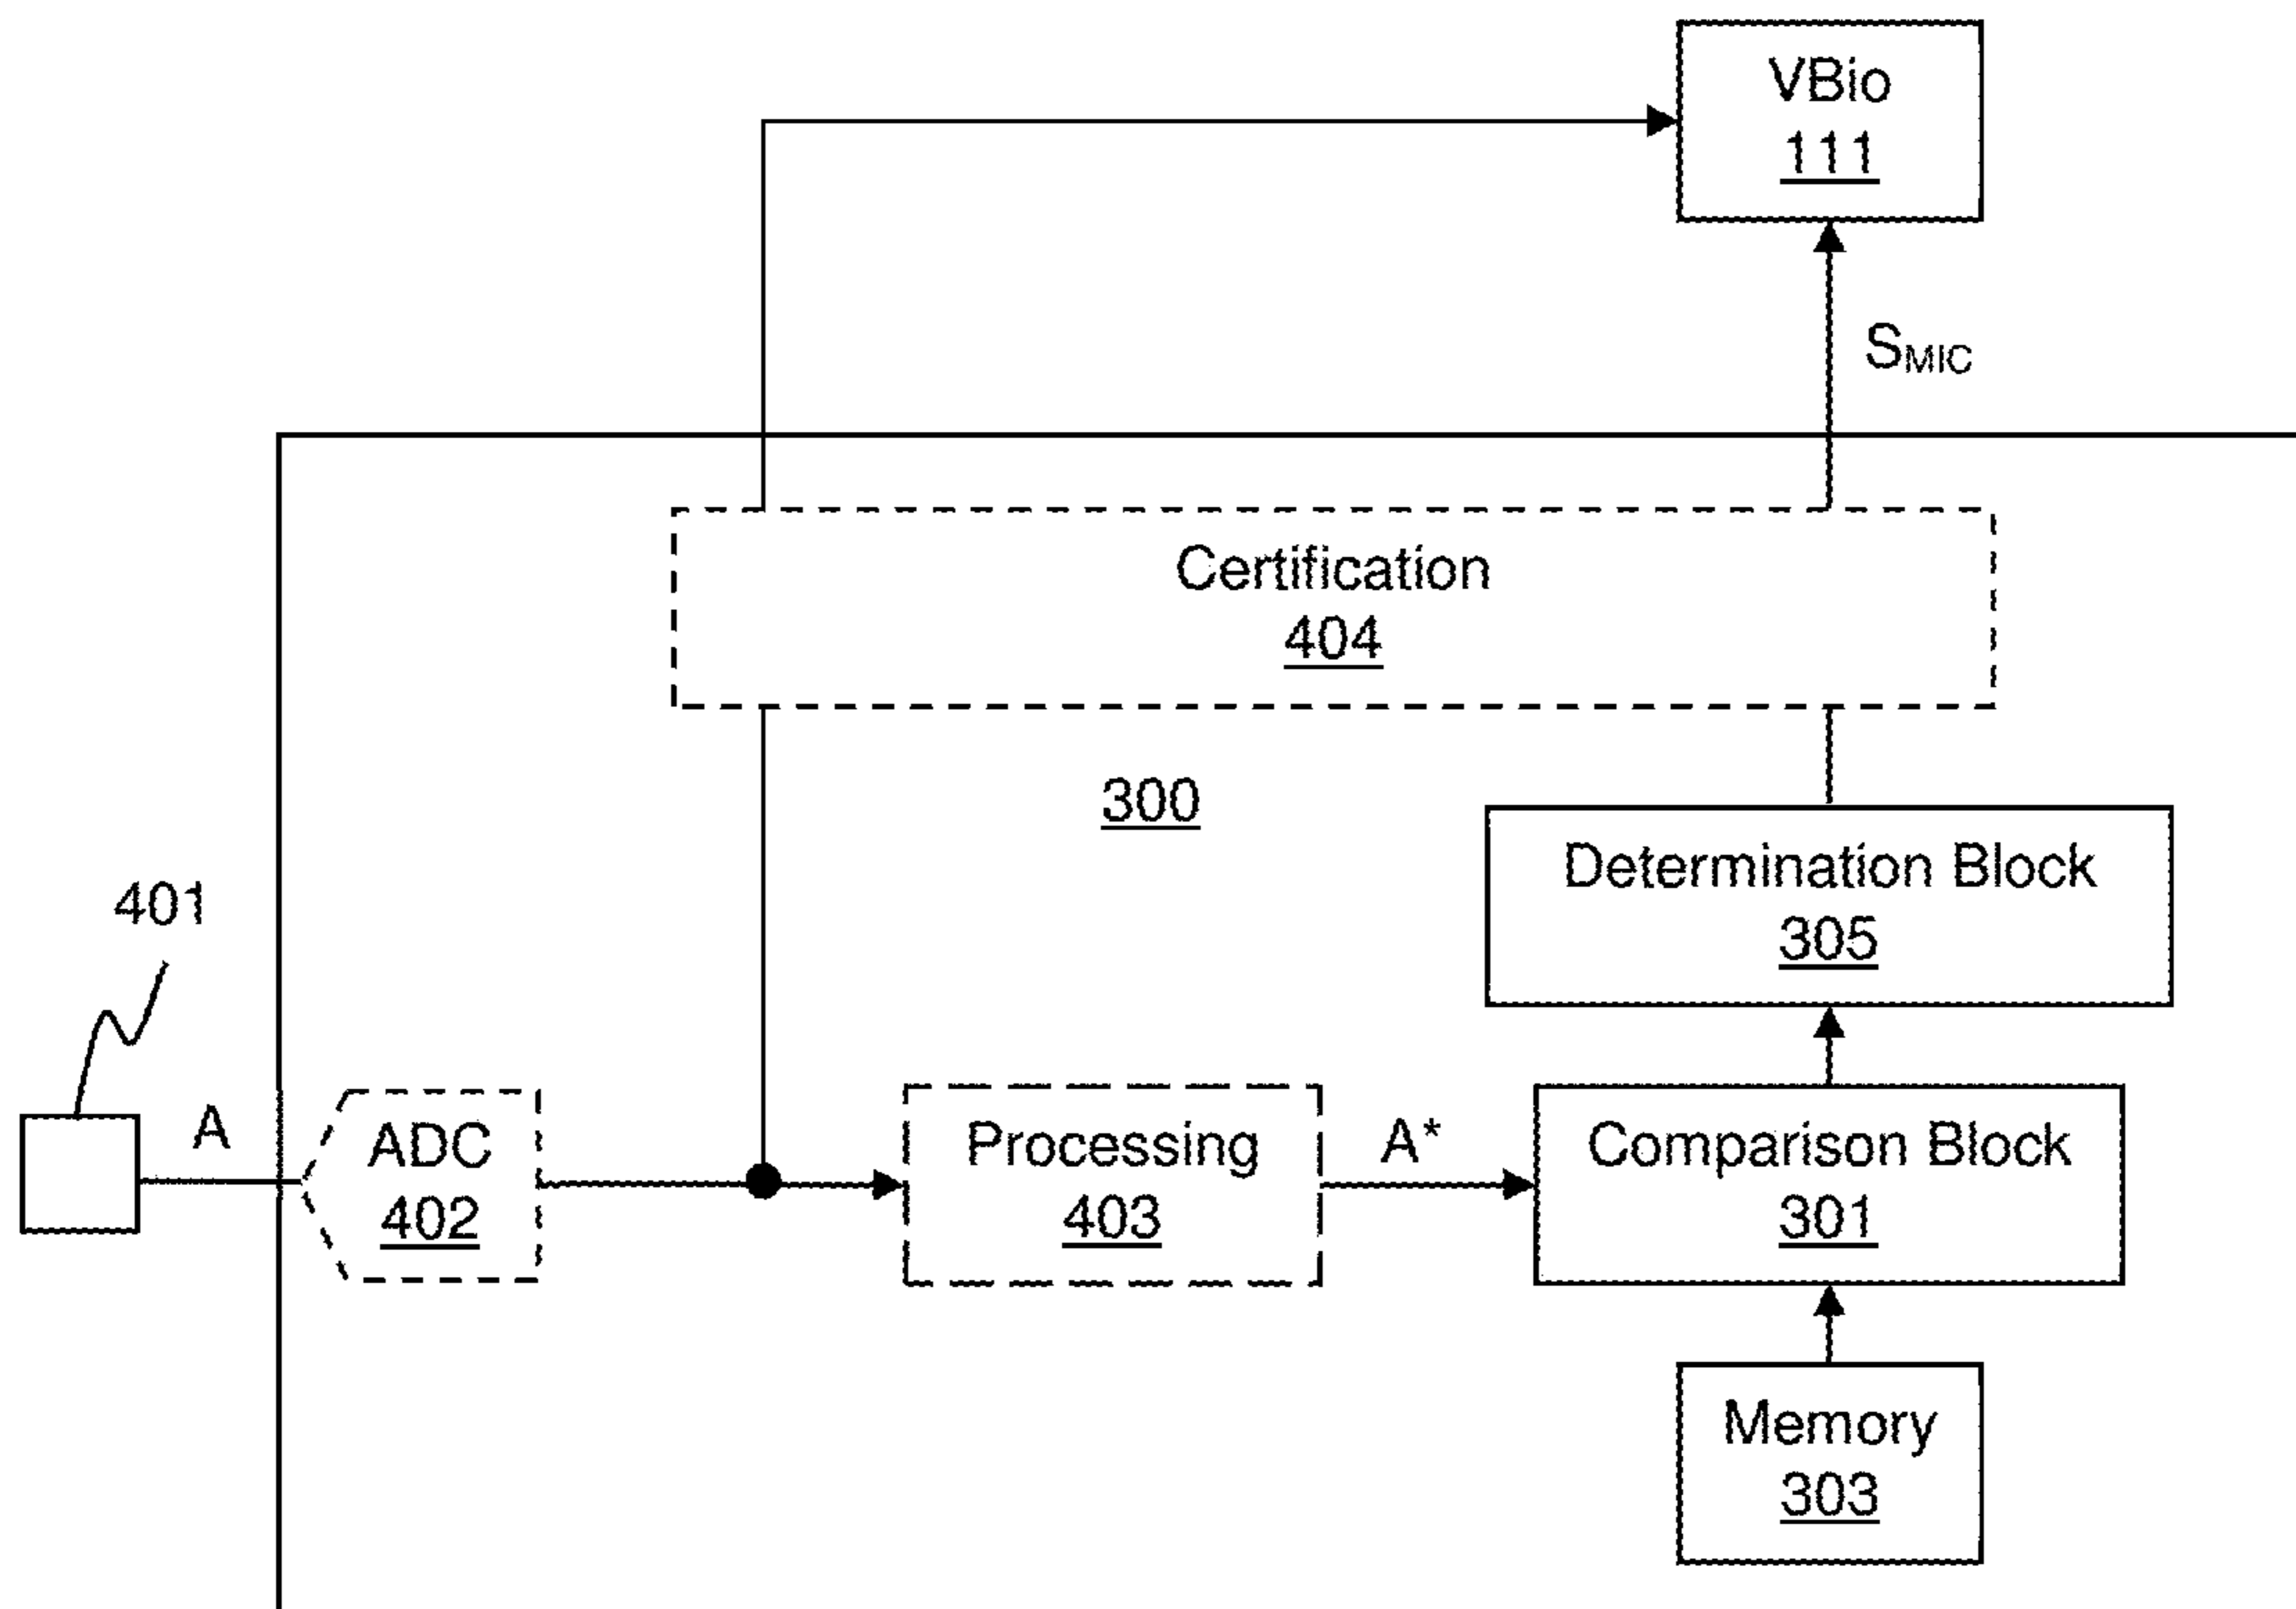 VBio
111
SMIC
Certification
404
300
Determination Block
305
401
A
ADC
402
Processing
403
A*
Comparison Block
301
Memory
303